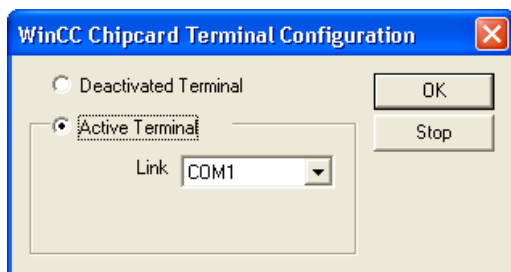 WinCC Chipcard Terminal Configuration
Deactivated Terminal
OK
Active Terminal
Stop
Link COM1